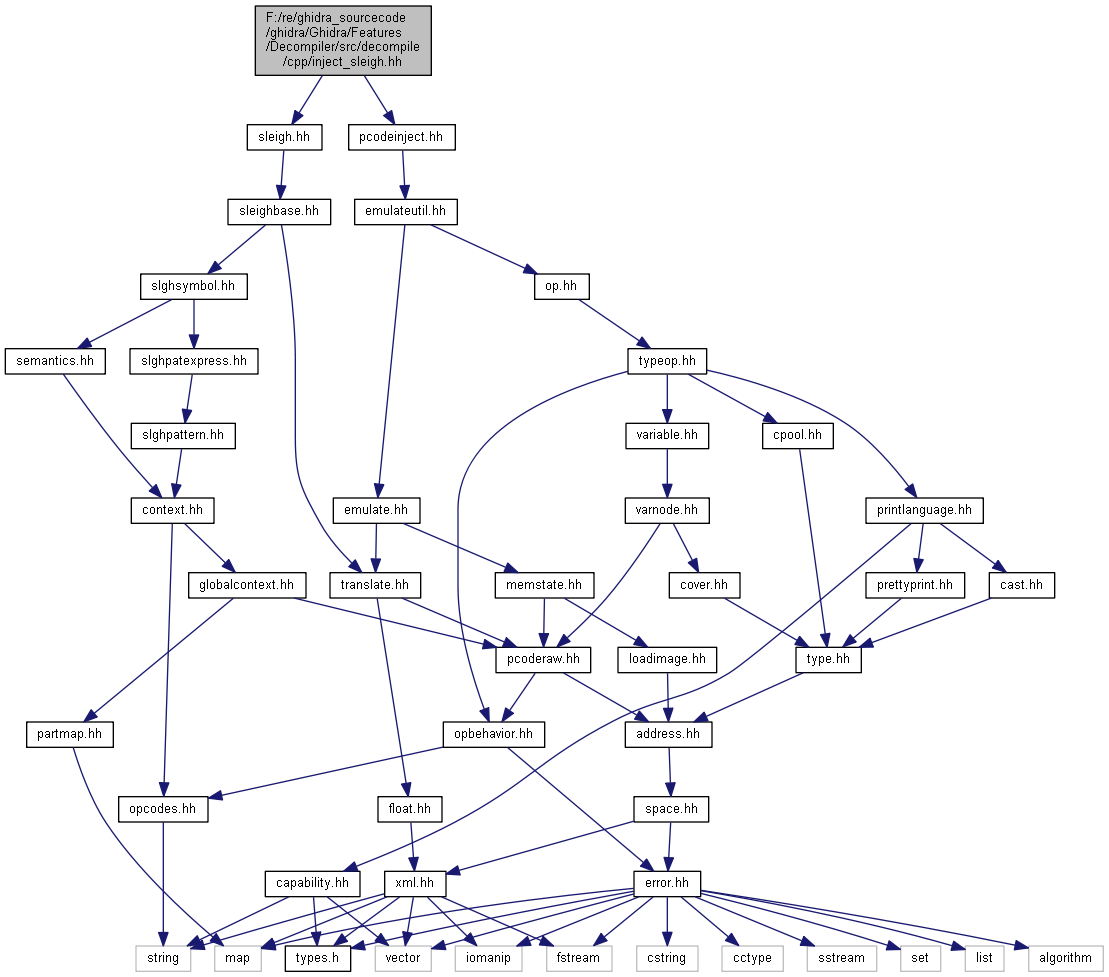 F:/re/ghidra_sourcecode
/ghidra/Ghidra/Features
/Decompiler/src/decompile
/cpp/inject_sleigh.hh
sleigh.hh
pcodeinject.hh
sleighbase.hh
emulateutil.hh
slghsymbol.hh
op.hh
semantics.hh
slghpatexpress.hh
typeop.hh
slghpattern.hh
variable.hh
cpool.hh
context.hh
emulate.hh
varnode.hh
printlanguage.hh
globalcontext.hh
translate.hh
memstate.hh
cover.hh
prettyprint.hh
cast.hh
pcoderaw.hh
loadimage.hh
type.hh
partmap.hh
opbehavior.hh
address.hh
opcodes.hh
float.hh
space.hh
capability.hh
xml.hh
error.hh
string
map
types.h
vector
iomanip
fstream
cstring
cctype
sstream
set
list
algorithm